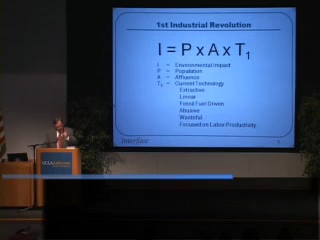 1st Industrial Revolution
I = P x A x T1
I = Environmental Impact
P = Population
A = Affluence
T1 = Current Technology
Extractive
Linear
Fossil Fuel Driven
Abusive
Wasteful
Focused on Labor Productivity
Interface
UCLA